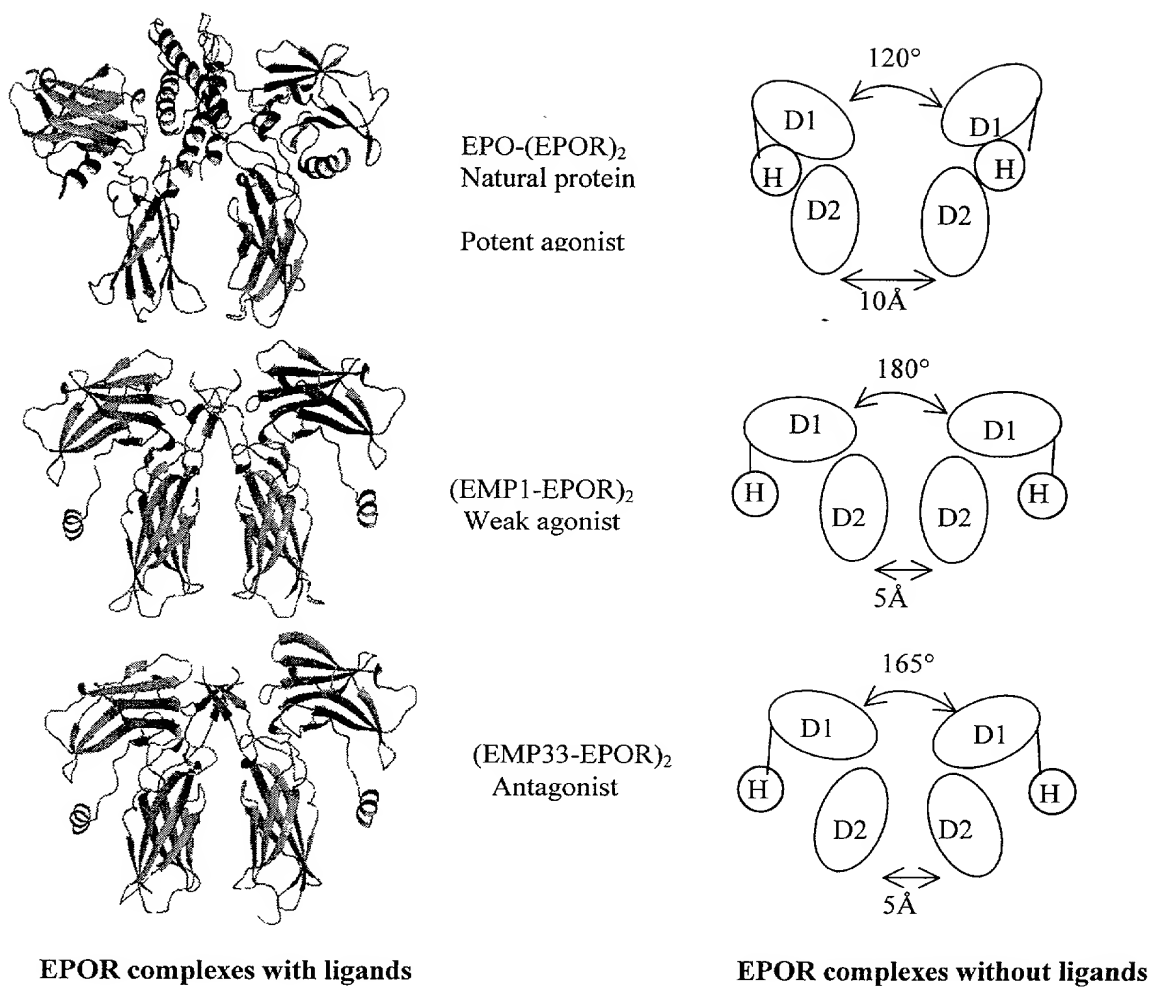 120°
D1
D1
EPO-(EPOR)₂
Natural protein
H
H
D2
D2
Potent agonist
10Å
180°
D1
D1
(EMP1-EPOR)₂
Weak agonist
H
H
D2
D2
5Å
165°
D1
D1
(EMP33-EPOR)₂
Antagonist
H
H
D2
D2
5Å
EPOR complexes with ligands
EPOR complexes without ligands